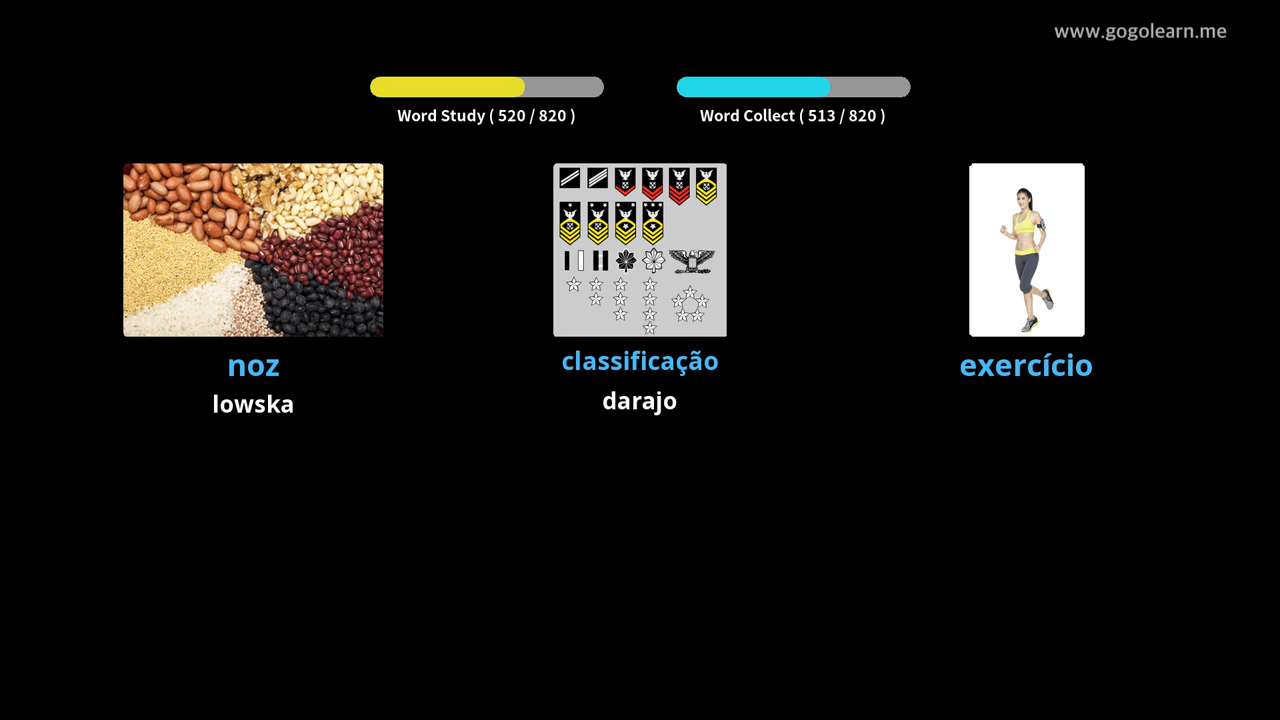 www.gogolearn.me
Word Study ( 520 / 820 )
Word Collect ( 513 / 820 )
noz
lowska
classificação
darajo
exercício